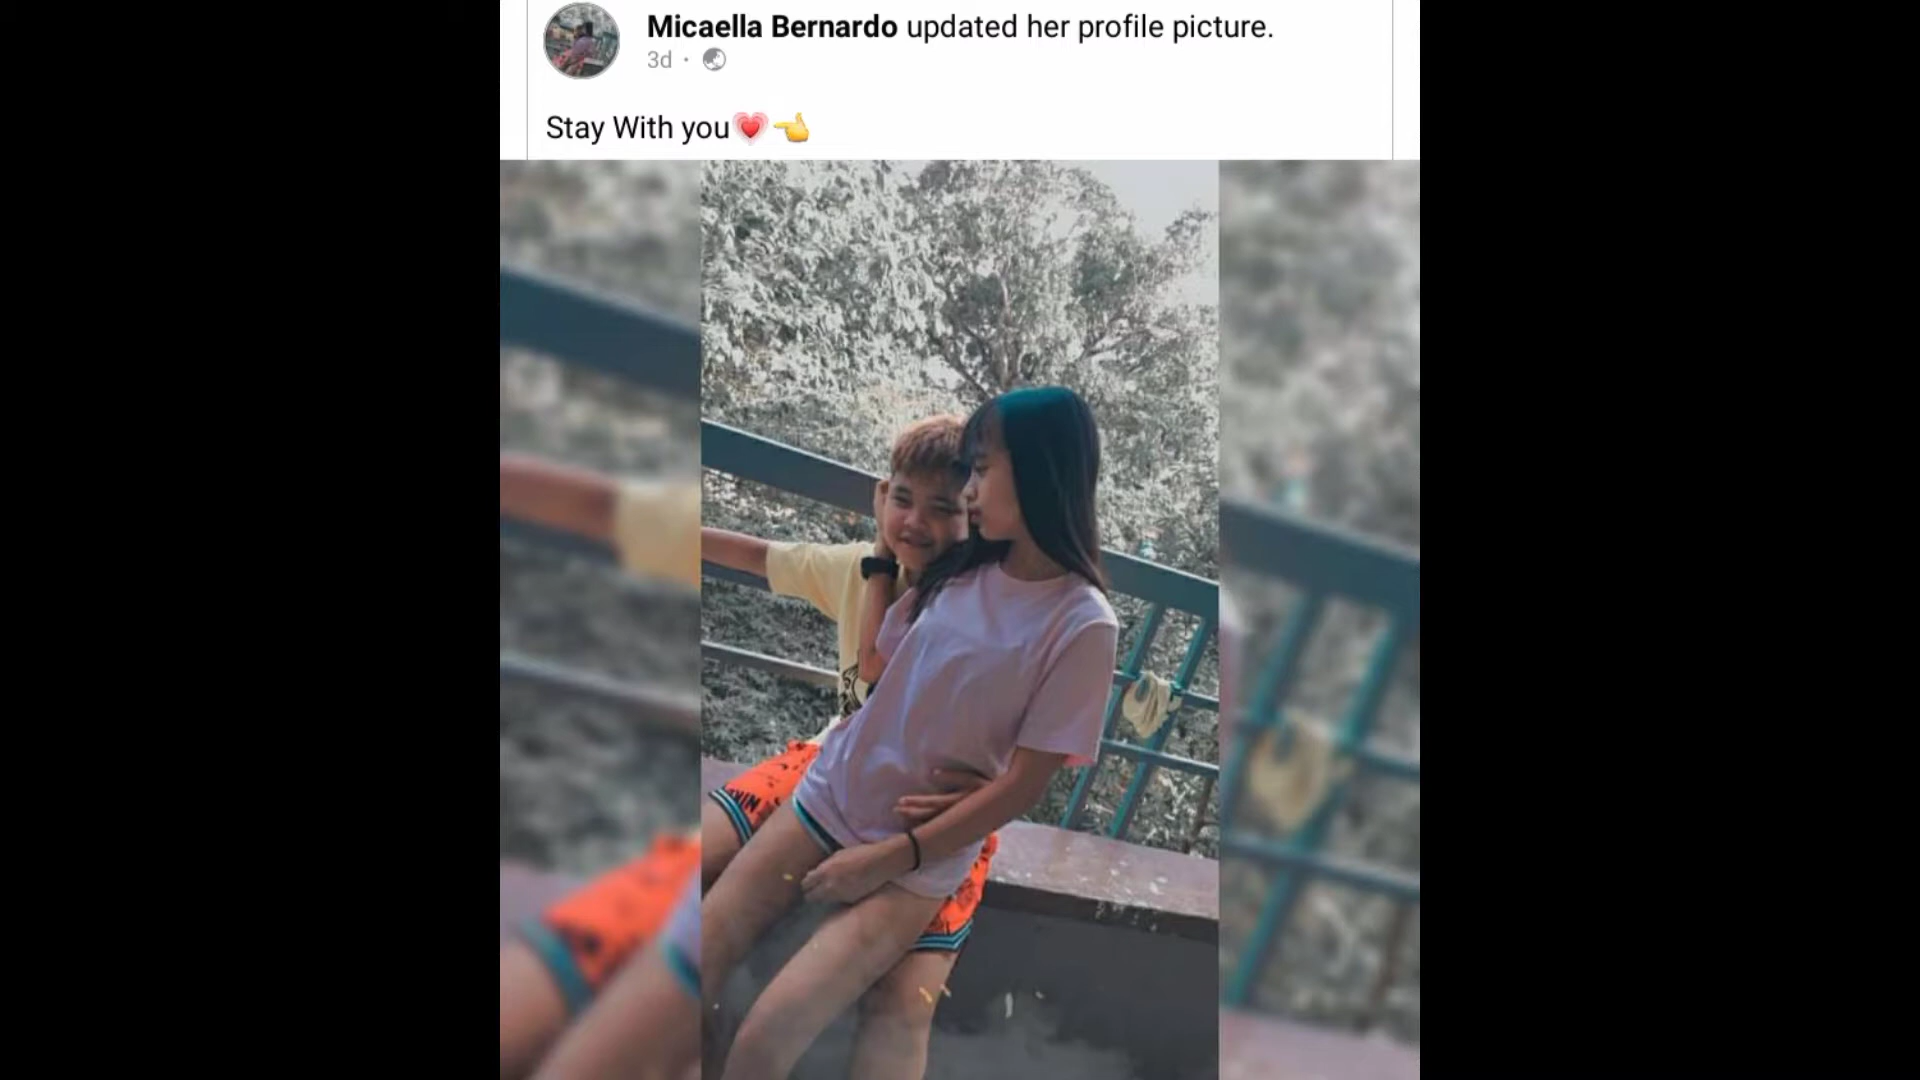 Micaella Bernardo updated her profile picture.
3d ·
Stay With you💗👈